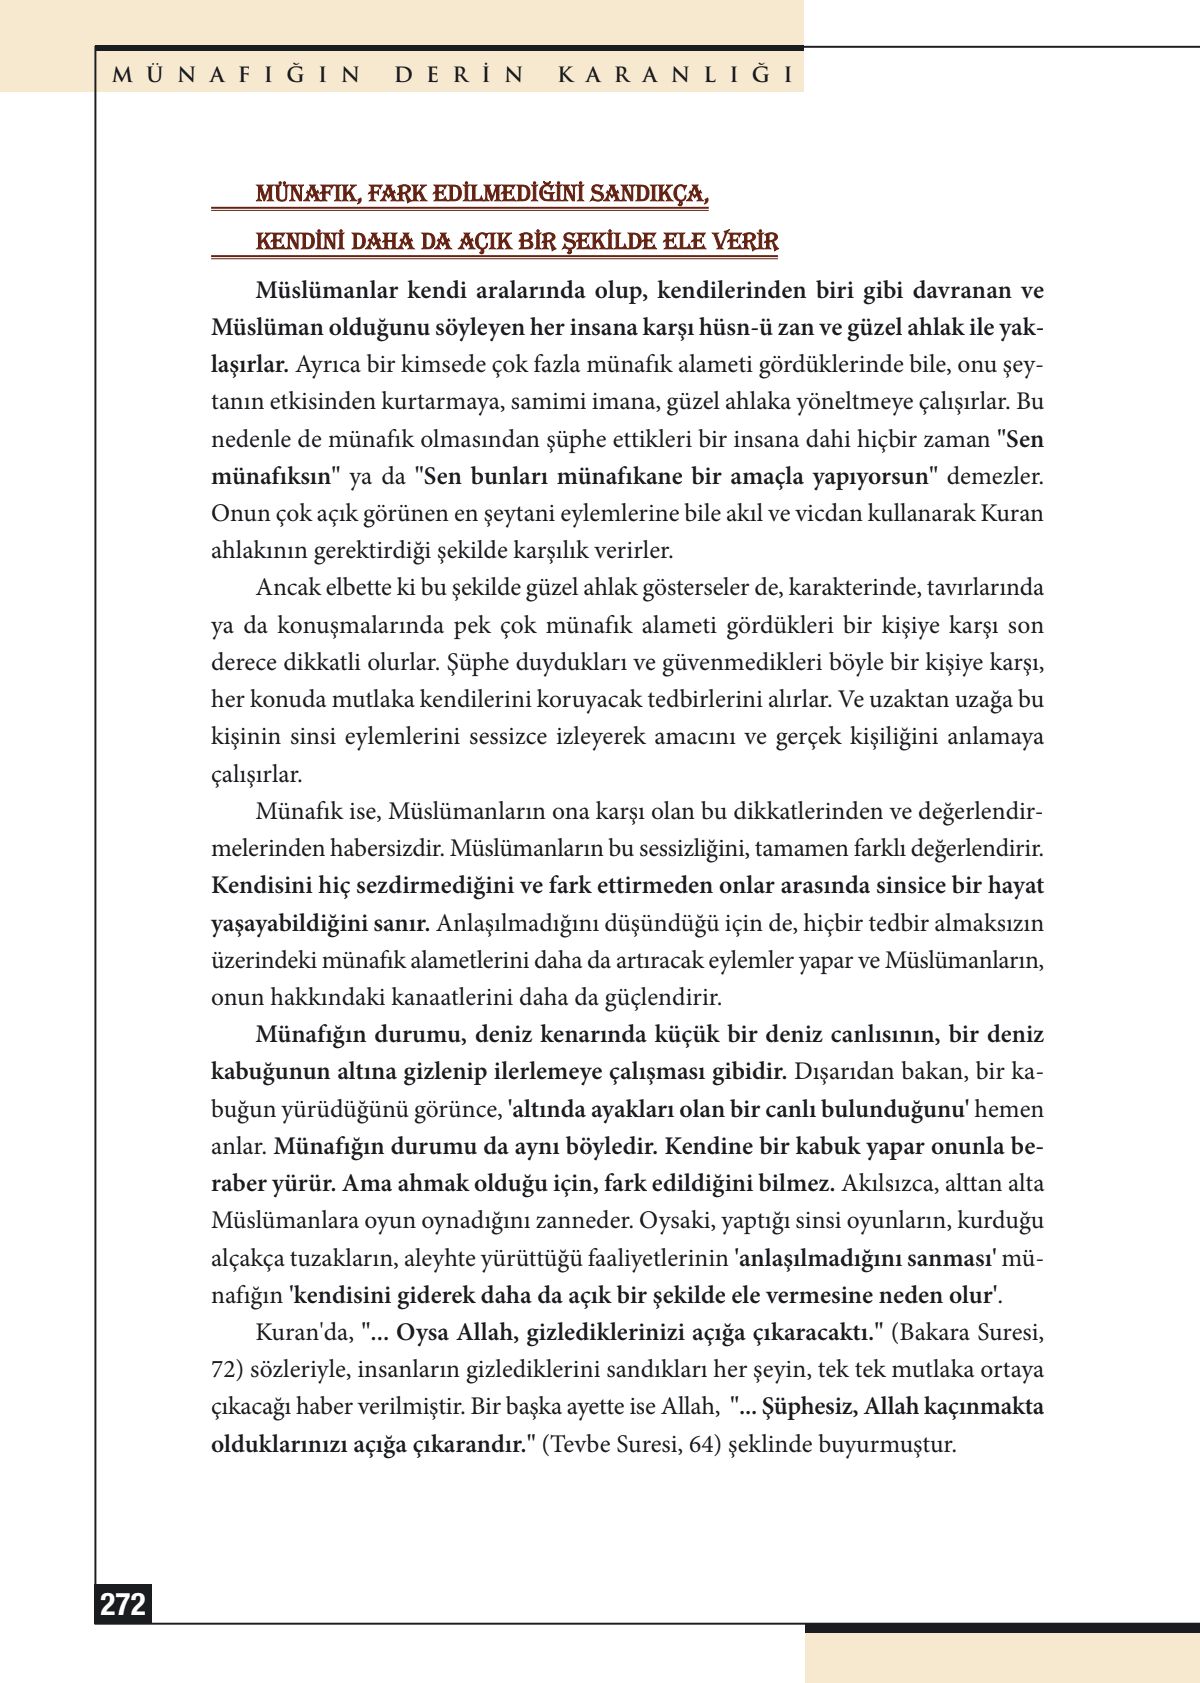 MÜNAFIĞIN DERİN KARANLIĞI
MÜNAFIK, FARK EDİLMEDİĞİNİ SANDIKÇA,
KENDİNİ DAHA DA AÇIK BİR ŞEKİLDE ELE VERİR
Müslümanlar kendi aralarında olup, kendilerinden biri gibi davranan ve
Müslüman olduğunu söyleyen her insana karşı hüsn-ü zan ve güzel ahlak ile yak-
laşırlar. Ayrıca bir kimsede çok fazla münafık alameti gördüklerinde bile, onu şey-
tanın etkisinden kurtarmaya, samimi imana, güzel ahlaka yöneltmeye çalışırlar. Bu
nedenle de münafık olmasından şüphe ettikleri bir insana dahi hiçbir zaman "Sen
münafıksın" ya da "Sen bunları münafıkane bir amaçla yapıyorsun" demezler.
Onun çok açık görünen en şeytani eylemlerine bile akıl ve vicdan kullanarak Kuran
ahlakının gerektirdiği şekilde karşılık verirler.
Ancak elbette ki bu şekilde güzel ahlak gösterseler de, karakterinde, tavırlarında
ya da konuşmalarında pek çok münafık alameti gördükleri bir kişiye karşı son
derece dikkatli olurlar. Şüphe duydukları ve güvenmedikleri böyle bir kişiye karşı,
her konuda mutlaka kendilerini koruyacak tedbirlerini alırlar. Ve uzaktan uzağa bu
kişinin sinsi eylemlerini sessizce izleyerek amacını ve gerçek kişiliğini anlamaya
çalışırlar.
Münafık ise, Müslümanların ona karşı olan bu dikkatlerinden ve değerlendir-
melerinden habersizdir. Müslümanların bu sessizliğini, tamamen farklı değerlendirir.
Kendisini hiç sezdirmediğini ve fark ettirmeden onlar arasında sinsice bir hayat
yaşayabildiğini sanır. Anlaşılmadığını düşündüğü için de, hiçbir tedbir almaksızın
üzerindeki münafık alametlerini daha da artıracak eylemler yapar ve Müslümanların,
onun hakkındaki kanaatlerini daha da güçlendirir.
Münafığın durumu, deniz kenarında küçük bir deniz canlısının, bir deniz
kabuğunun altına gizlenip ilerlemeye çalışması gibidir. Dışarıdan bakan, bir ka-
buğun yürüdüğünü görünce, 'altında ayakları olan bir canlı bulunduğunu' hemen
anlar. Münafığın durumu da aynı böyledir. Kendine bir kabuk yapar onunla be-
raber yürür. Ama ahmak olduğu için, fark edildiğini bilmez. Akılsızca, alttan alta
Müslümanlara oyun oynadığını zanneder. Oysaki, yaptığı sinsi oyunların, kurduğu
alçakça tuzakların, aleyhte yürüttüğü faaliyetlerinin 'anlaşılmadığını sanması' mü-
nafığın 'kendisini giderek daha da açık bir şekilde ele vermesine neden olur'.
Kuran'da, "... Oysa Allah, gizlediklerinizi açığa çıkaracaktı." (Bakara Suresi,
72) sözleriyle, insanların gizlediklerini sandıkları her şeyin, tek tek mutlaka ortaya
çıkacağı haber verilmiştir. Bir başka ayette ise Allah, "... Şüphesiz, Allah kaçınmakta
olduklarınızı açığa çıkarandır." (Tevbe Suresi, 64) şeklinde buyurmuştur.
272